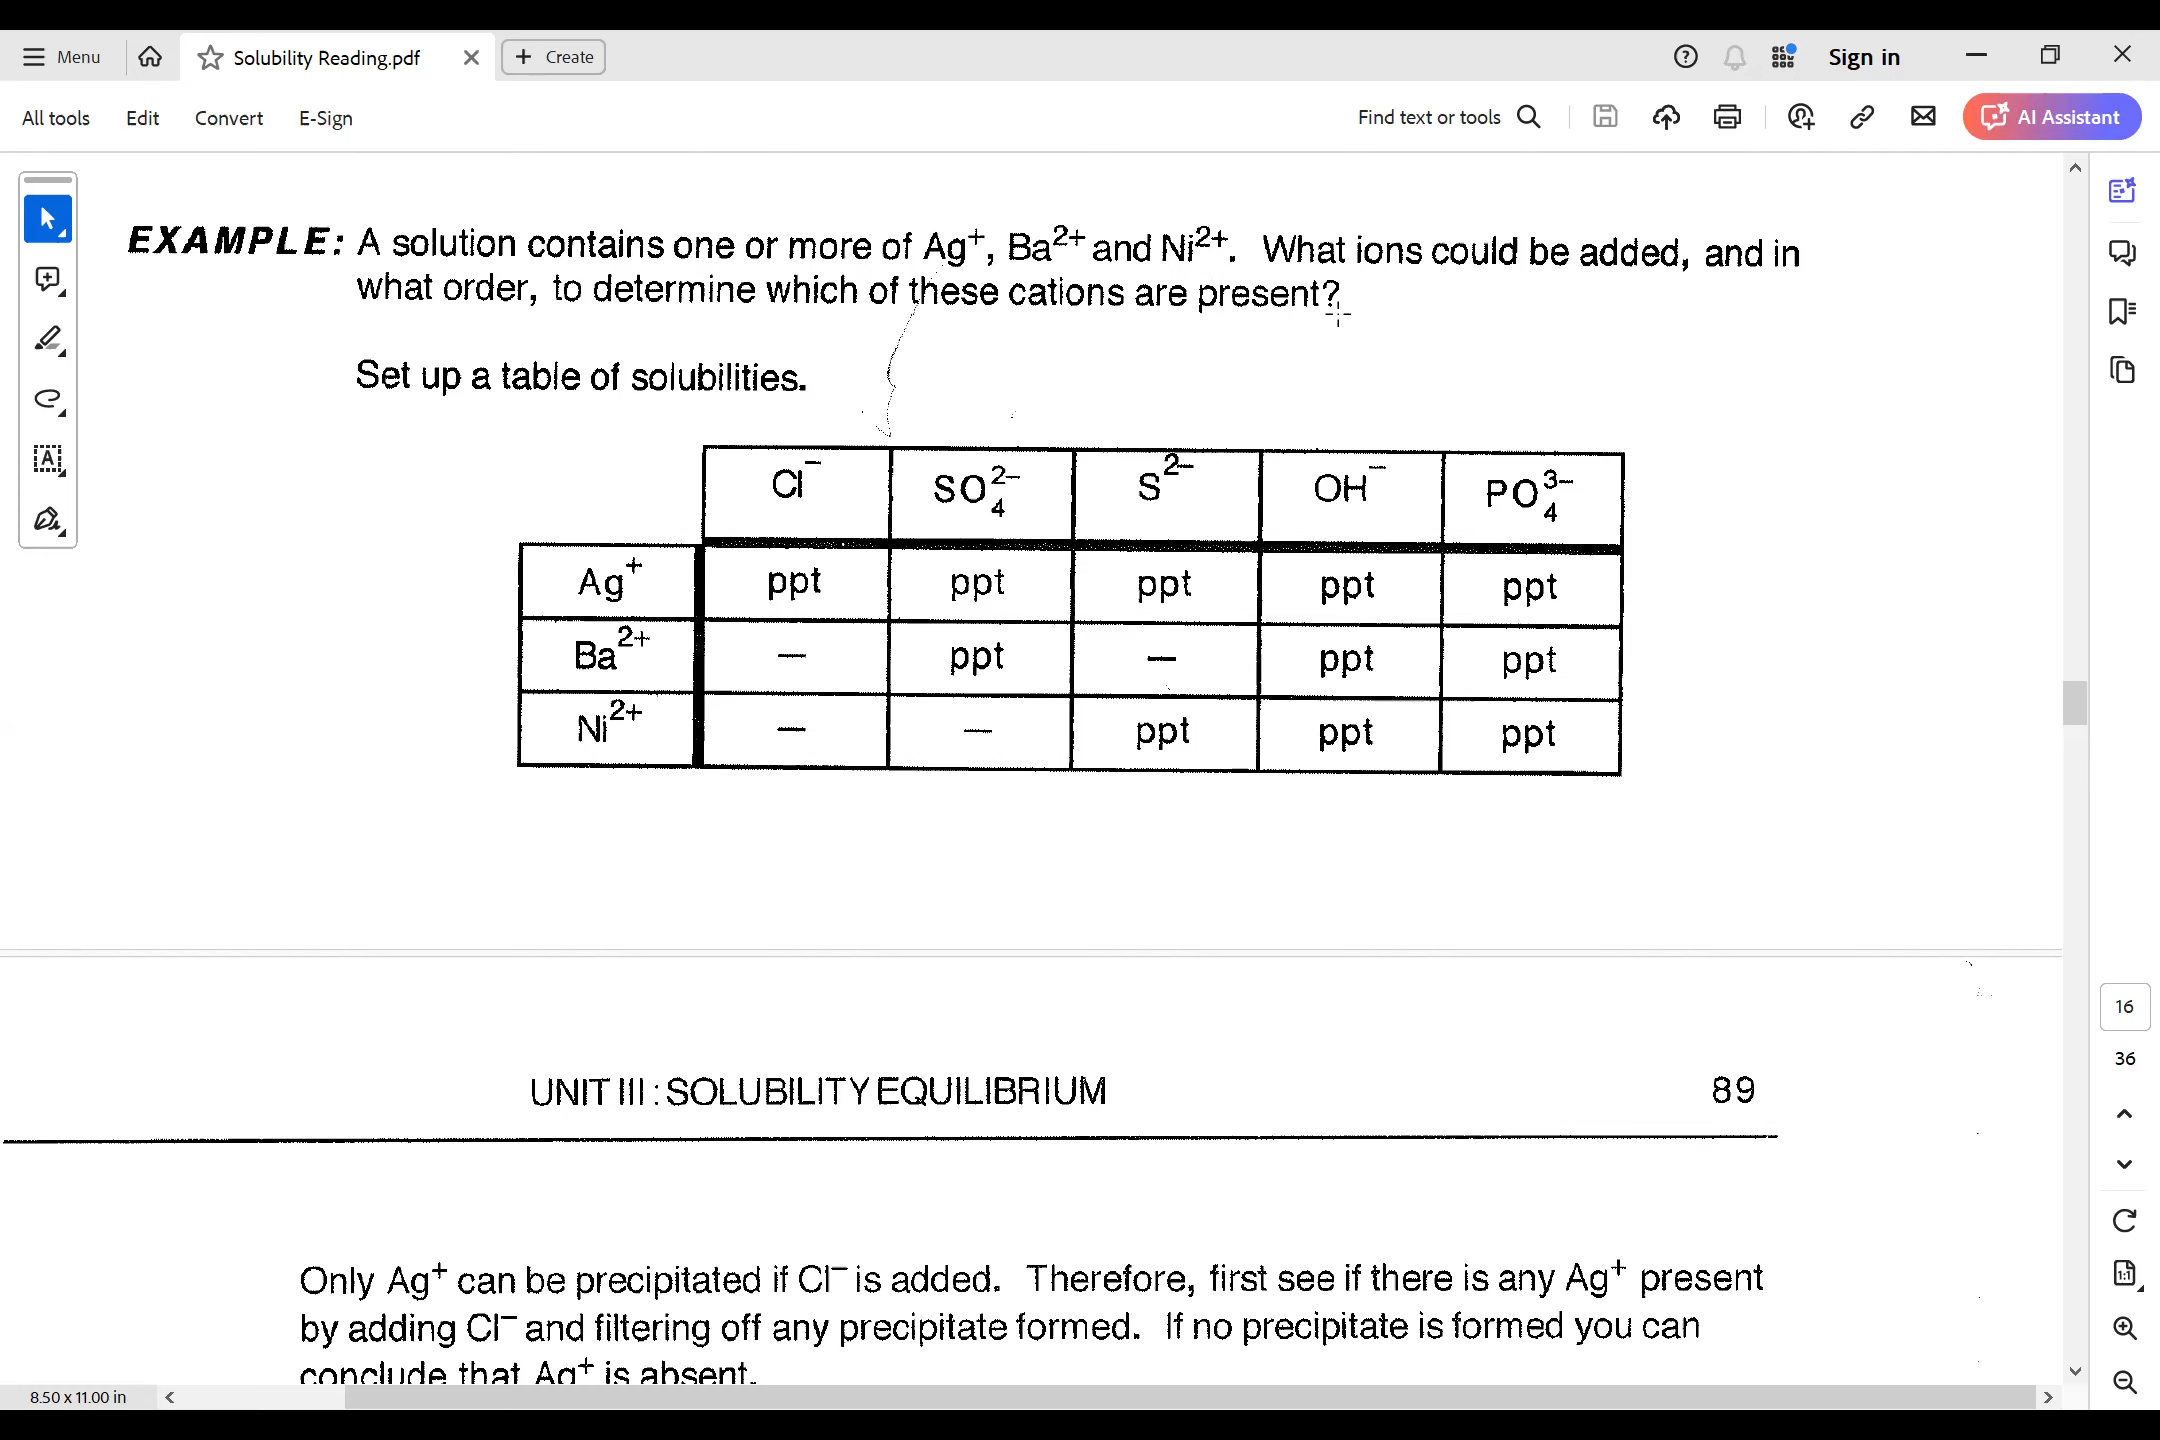 Menu
Solubility Reading.pdf
Create
Sign in
All tools
Edit
Convert
E-Sign
Find text or tools
AI Assistant
EXAMPLE: A solution contains one or more of Ag⁺, Ba²⁺ and Ni²⁺. What ions could be added, and in
what order, to determine which of these cations are present?
Set up a table of solubilities.
Cl⁻ SO₄²⁻ S²⁻ OH⁻ PO₄³⁻
Ag⁺ ppt ppt ppt ppt ppt
Ba²⁺ — ppt — ppt ppt
Ni²⁺ — — ppt ppt ppt
UNIT III : SOLUBILITY EQUILIBRIUM 89
Only Ag⁺ can be precipitated if Cl⁻ is added. Therefore, first see if there is any Ag⁺ present
by adding Cl⁻ and filtering off any precipitate formed. If no precipitate is formed you can
conclude that Ag⁺ is absent.
16
36
8.50 x 11.00 in